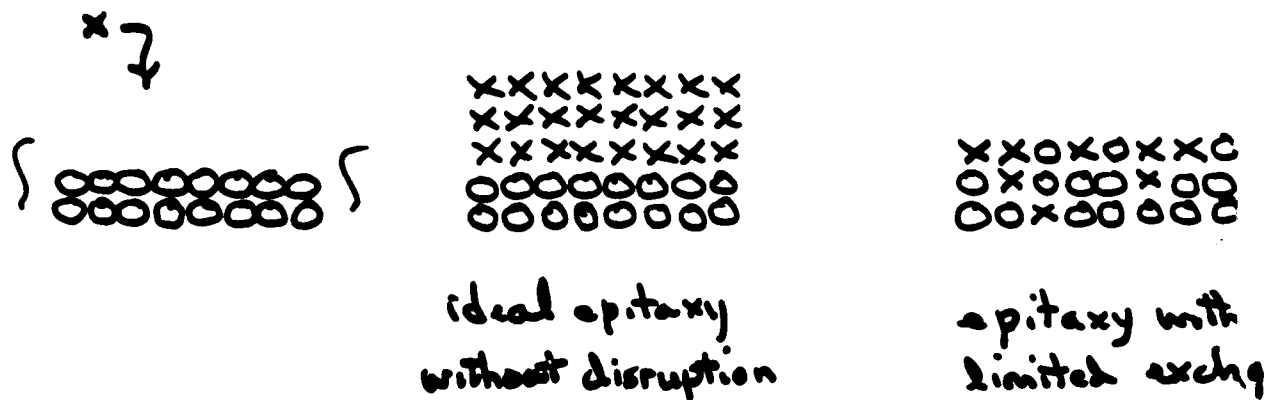 ideal epitaxy
without disruption
epitaxy with
limited exchg